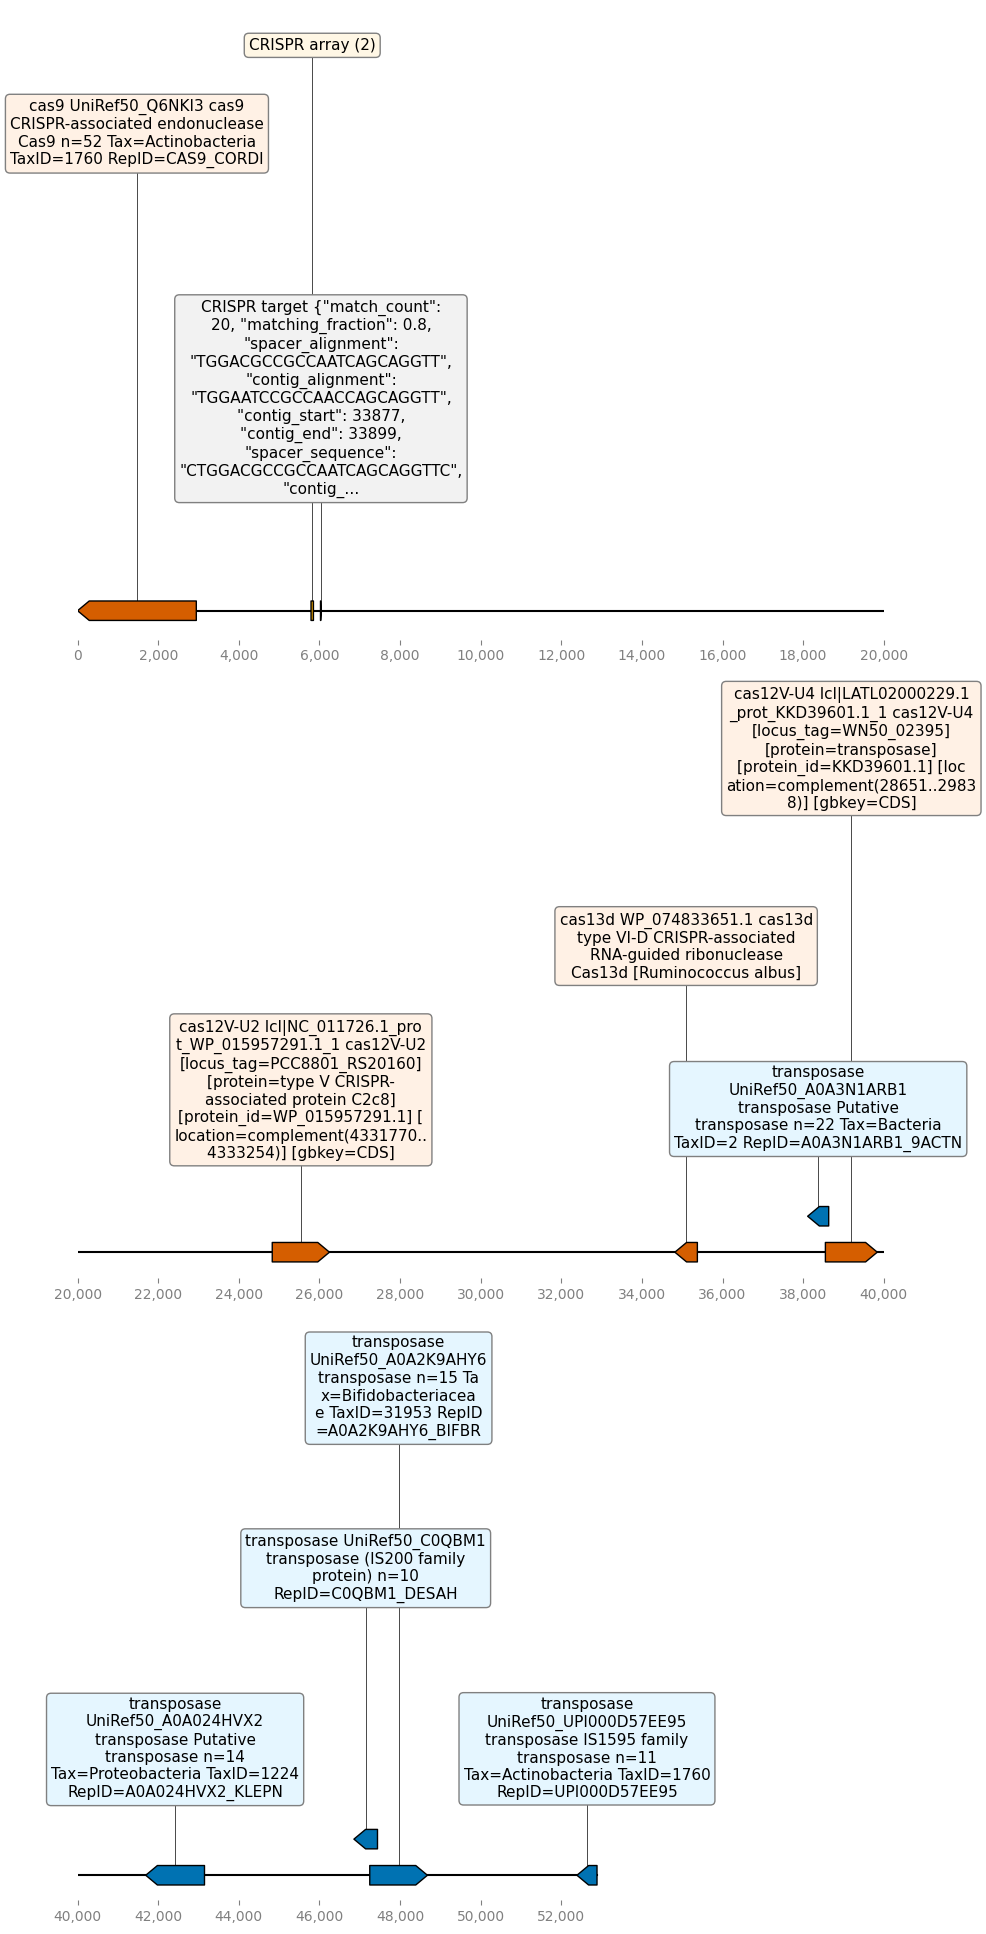 CRISPR array (2)
cas9 UniRef50_Q6NKI3 cas9
CRISPR-associated endonuclease
Cas9 n=52 Tax=Actinobacteria
TaxID=1760 RepID=CAS9_CORDI
CRISPR target {"match_count":
20, "matching_fraction": 0.8,
"spacer_alignment":
"TGGACGCCGCCAATCAGCAGGTT",
"contig_alignment":
"TGGAATCCGCCAACCAGCAGGTT",
"contig_start": 33877,
"contig_end": 33899,
"spacer_sequence":
"CTGGACGCCGCCAATCAGCAGGTTC",
"contig_...
0 2,000 4,000 6,000 8,000 10,000 12,000 14,000 16,000 18,000 20,000
cas12V-U4 lcl|LATL02000229.1
_prot_KKD39601.1_1 cas12V-U4
[locus_tag=WN50_02395]
[protein=transposase]
[protein_id=KKD39601.1] [loc
ation=complement(28651..2983
8)] [gbkey=CDS]
cas13d WP_074833651.1 cas13d
type VI-D CRISPR-associated
RNA-guided ribonuclease
Cas13d [Ruminococcus albus]
cas12V-U2 lcl|NC_011726.1_pro
t_WP_015957291.1_1 cas12V-U2
[locus_tag=PCC8801_RS20160]
[protein=type V CRISPR-
associated protein C2c8]
[protein_id=WP_015957291.1] [
location=complement(4331770..
4333254)] [gbkey=CDS]
transposase
UniRef50_A0A3N1ARB1
transposase Putative
transposase n=22 Tax=Bacteria
TaxID=2 RepID=A0A3N1ARB1_9ACTN
20,000 22,000 24,000 26,000 28,000 30,000 32,000 34,000 36,000 38,000 40,000
transposase
UniRef50_A0A2K9AHY6
transposase n=15 Ta
x=Bifidobacteriacea
e TaxID=31953 RepID
=A0A2K9AHY6_BIFBR
transposase UniRef50_C0QBM1
transposase (IS200 family
protein) n=10
RepID=C0QBM1_DESAH
transposase
UniRef50_A0A024HVX2
transposase Putative
transposase n=14
Tax=Proteobacteria TaxID=1224
RepID=A0A024HVX2_KLEPN
transposase
UniRef50_UPI000D57EE95
transposase IS1595 family
transposase n=11
Tax=Actinobacteria TaxID=1760
RepID=UPI000D57EE95
40,000 42,000 44,000 46,000 48,000 50,000 52,000